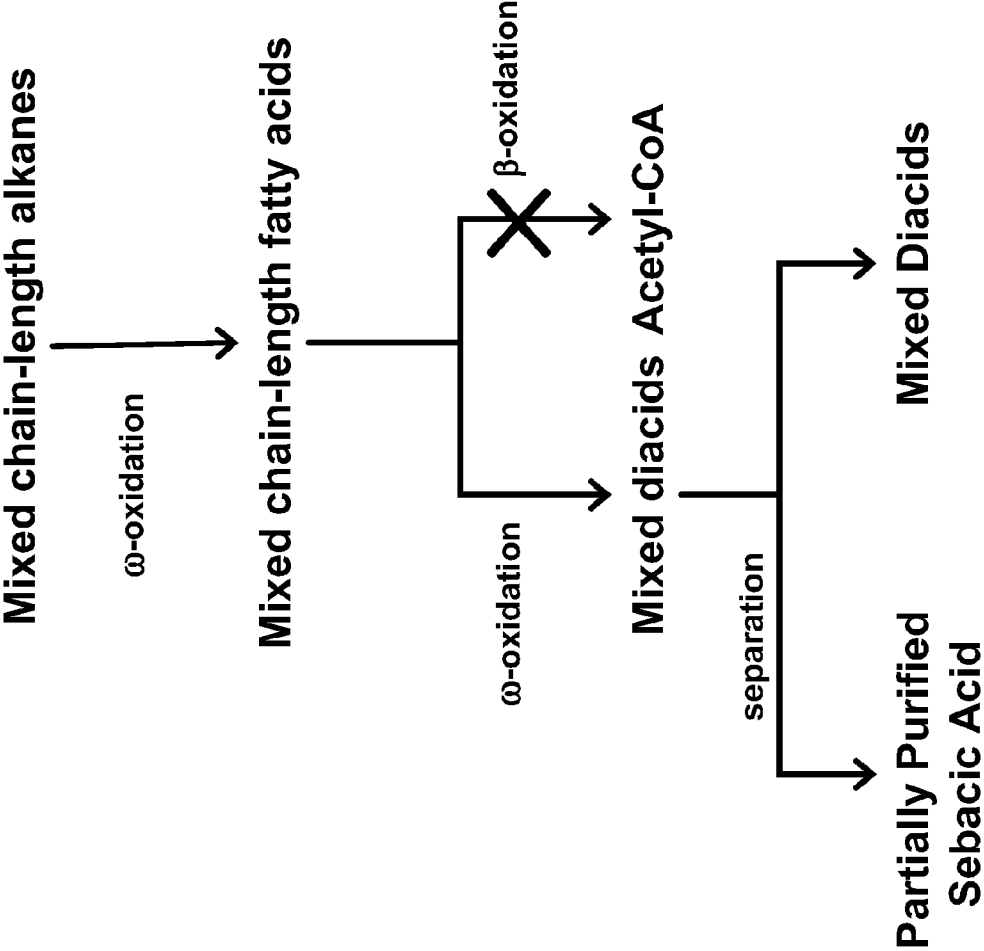 Mixed chain-length alkanes
ω-oxidation
Mixed chain-length fatty acids
ω-oxidation
β-oxidation
Mixed diacids Acetyl-CoA
separation
Partially Purified
Sebacic Acid
Mixed Diacids